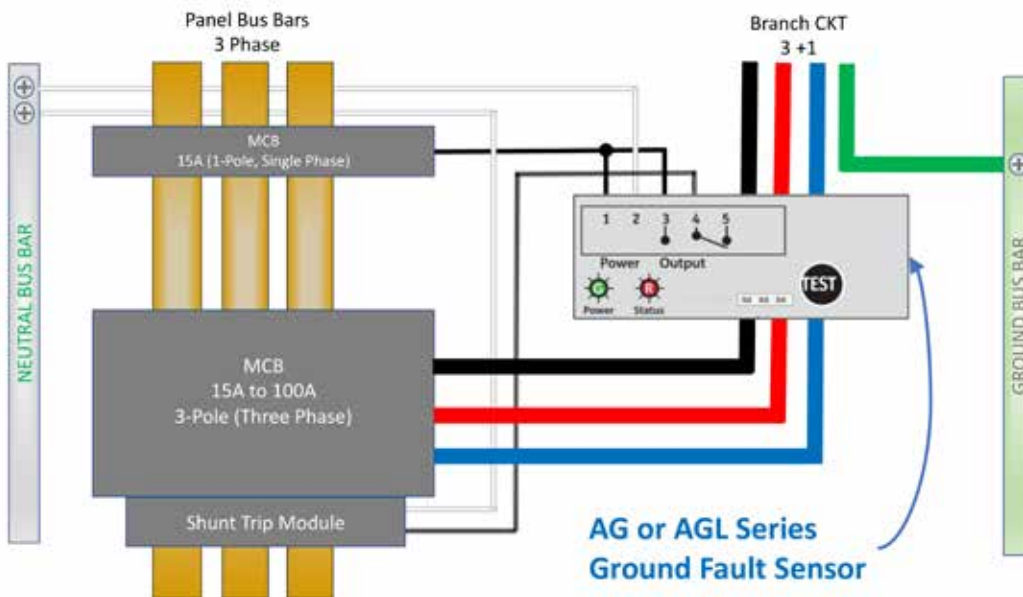 Panel Bus Bars
3 Phase
Branch CKT
3 +1
MCB
15A (1-Pole, Single Phase)
1 2 3 4 5
Power Output
Power
R
Status
TEST
NEUTRAL BUS BAR
GROUND BUS BAR
MCB
15A to 100A
3-Pole (Three Phase)
Shunt Trip Module
AG or AGL Series
Ground Fault Sensor